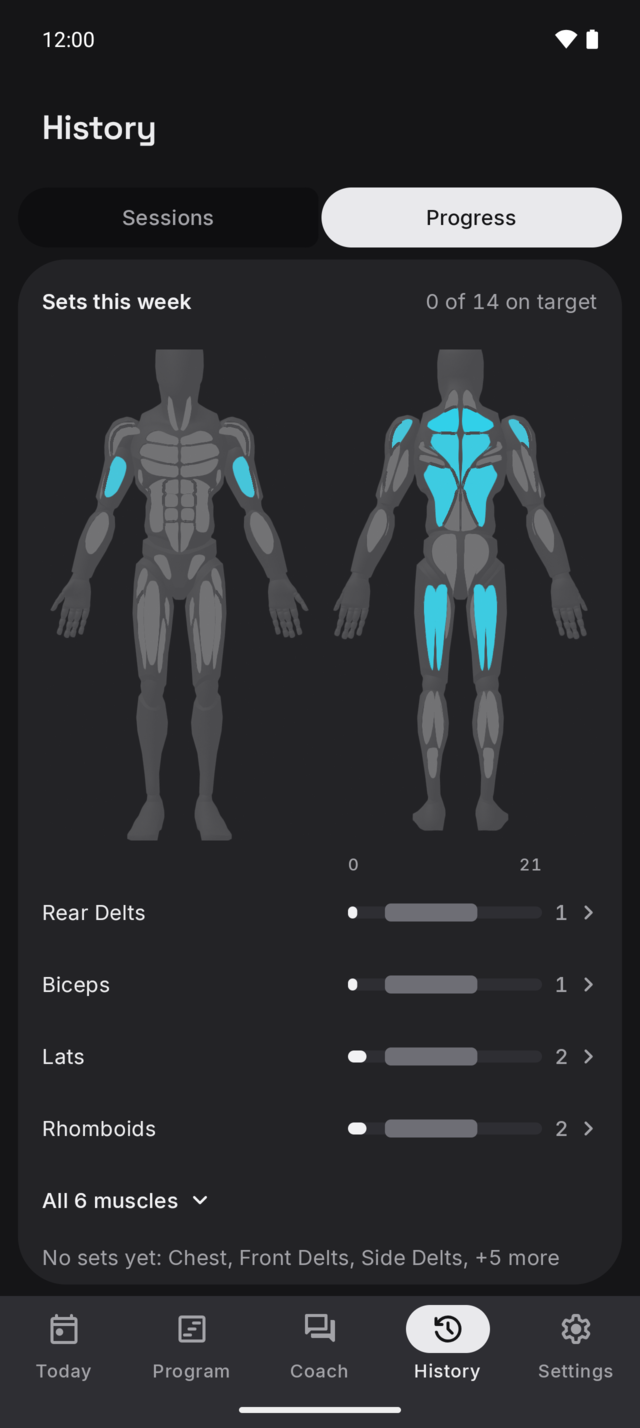 12:00
History
Sessions
Progress
Sets this week
0 of 14 on target
0
21
Rear Delts
1
Biceps
1
Lats
2
Rhomboids
2
All 6 muscles
No sets yet: Chest, Front Delts, Side Delts, +5 more
Today
Program
Coach
History
Settings